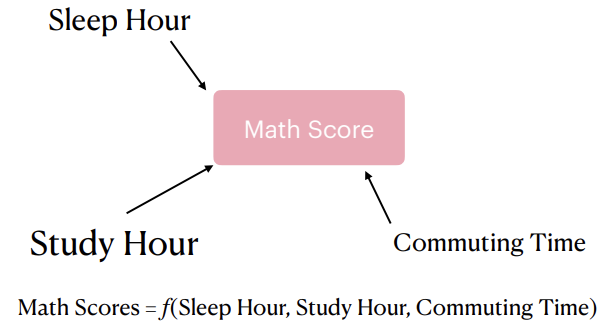 Sleep Hour
Math Score
Study Hour
Commuting Time
Math Scores = f(Sleep Hour, Study Hour, Commuting Time)